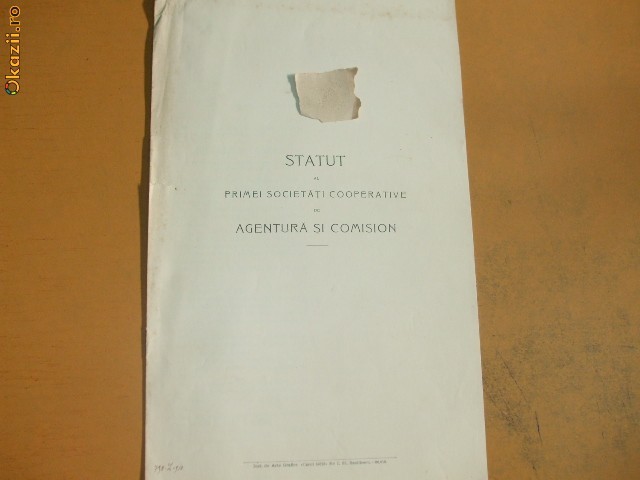 Okazii.ro
STATUT
AL
PRIMEI SOCIETĂȚI COOPERATIVE
DE
AGENTURĂ ȘI COMISION